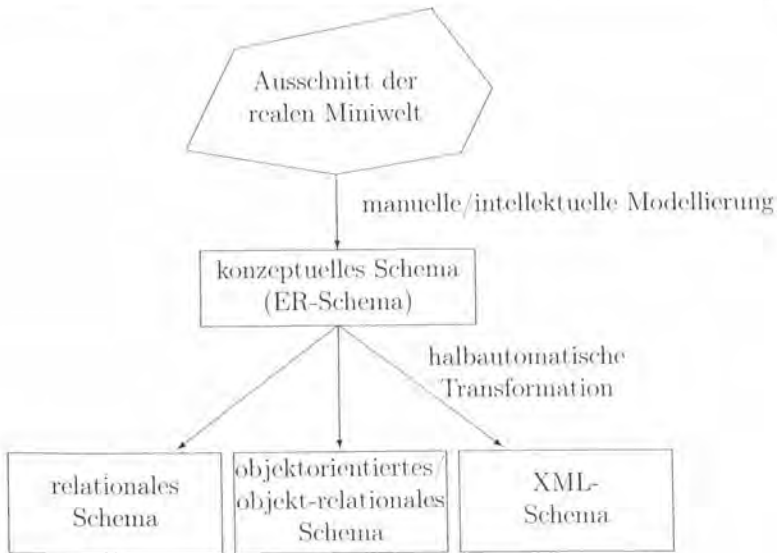 Ausschnitt der
realen Miniwelt
manuelle/intellektuelle Modellierung
konzeptuelles Schema
(ER-Schema)
halbautomatische
Transformation
relationales
Schema
objektorientiertes/
objekt-relationales
Schema
XML-
Schema